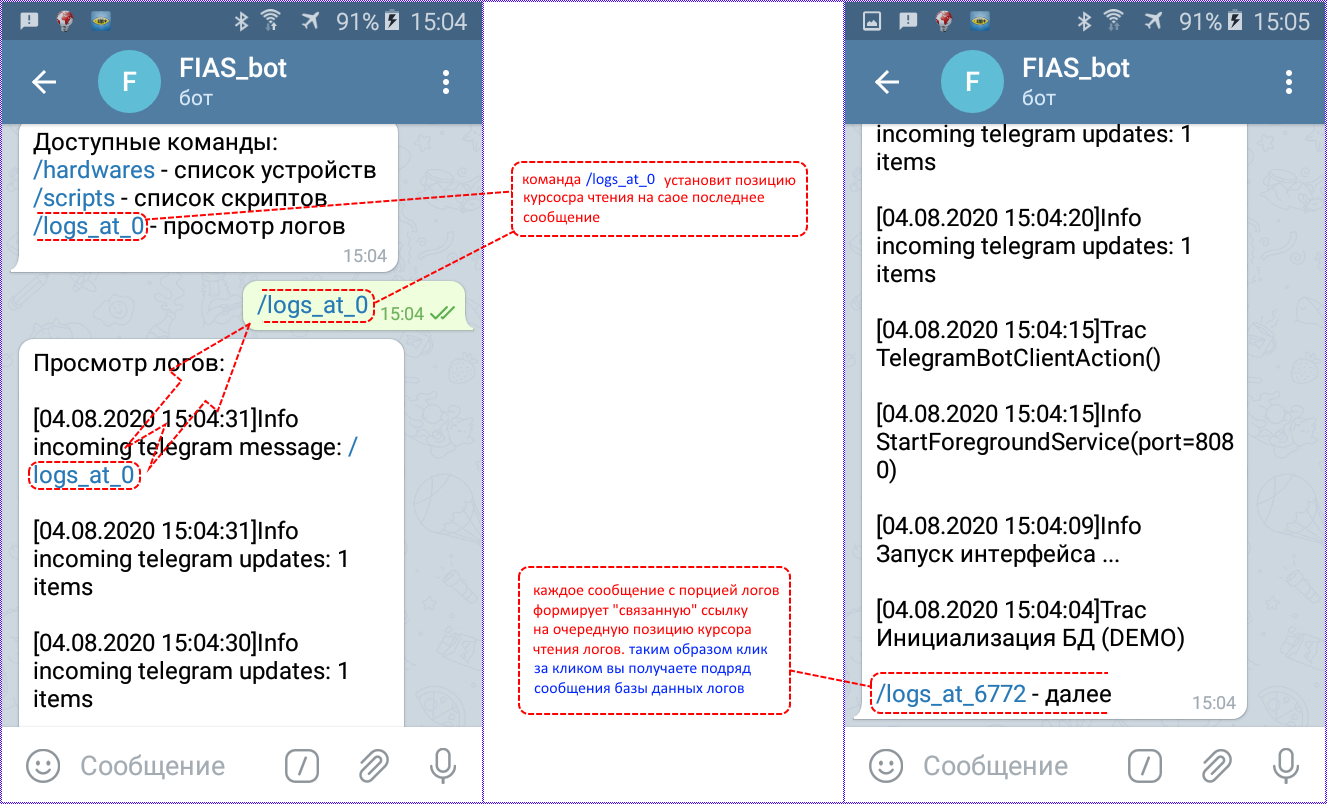 91% 15:04
F
FIAS_bot
бот
Доступные команды:
/hardwares - список устройств
/scripts - список скриптов
/logs_at_0 - просмотр логов
15:04
/logs_at_0
15:04
Просмотр логов:
[04.08.2020 15:04:31]Info
incoming telegram message: /
logs_at_0
[04.08.2020 15:04:31]Info
incoming telegram updates: 1
items
[04.08.2020 15:04:30]Info
incoming telegram updates: 1
items
Сообщение
/
команда /logs_at_0 установит позицию
курсосра чтения на саое последнее
сообщение
каждое сообщение с порцией логов
формирует "связанную" ссылку
на очередную позицию курсора
чтения логов. таким образом клик
за кликом вы получаете подряд
сообщения базы данных логов
91% 15:05
F
FIAS_bot
бот
incoming telegram updates: 1
items
[04.08.2020 15:04:20]Info
incoming telegram updates: 1
items
[04.08.2020 15:04:15]Trac
TelegramBotClientAction()
[04.08.2020 15:04:15]Info
StartForegroundService(port=808
0)
[04.08.2020 15:04:09]Info
Запуск интерфейса ...
[04.08.2020 15:04:04]Trac
Инициализация БД (DEMO)
/logs_at_6772 - далее
15:04
Сообщение
/